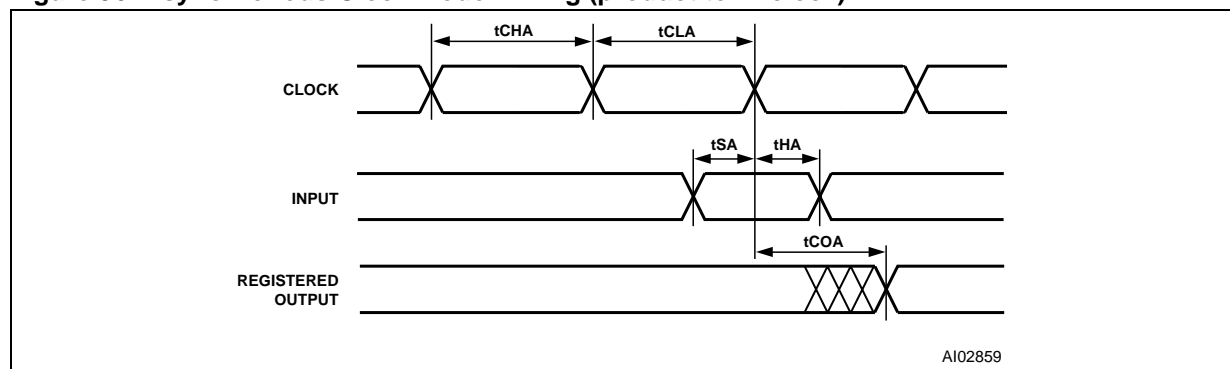 tCHA tCLA
CLOCK
tSA tHA
INPUT
tCOA
REGISTERED
OUTPUT
AI02859